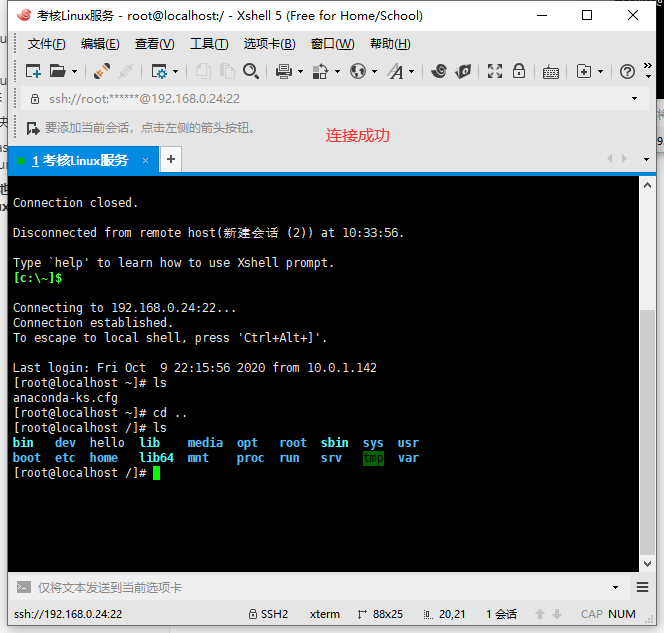 考核Linux服务 - root@localhost:/ - Xshell 5 (Free for Home/School)
文件(F) 编辑(E) 查看(V) 工具(T) 选项卡(B) 窗口(W) 帮助(H)
ssh://root:******@192.168.0.24:22
要添加当前会话，点击左侧的箭头按钮。
连接成功
1 考核Linux服务
Connection closed.
Disconnected from remote host(新建会话 (2)) at 10:33:56.
Type `help' to learn how to use Xshell prompt.
[c:\~]$
Connecting to 192.168.0.24:22...
Connection established.
To escape to local shell, press 'Ctrl+Alt+]'.
Last login: Fri Oct  9 22:15:56 2020 from 10.0.1.142
[root@localhost ~]# ls
anaconda-ks.cfg
[root@localhost ~]# cd ..
[root@localhost /]# ls
bin dev hello lib media opt root sbin sys usr
boot etc home lib64 mnt proc run srv tmp var
[root@localhost /]#
仅将文本发送到当前选项卡
ssh://192.168.0.24:22 SSH2 xterm 88x25 20,21 1 会话 CAP NUM